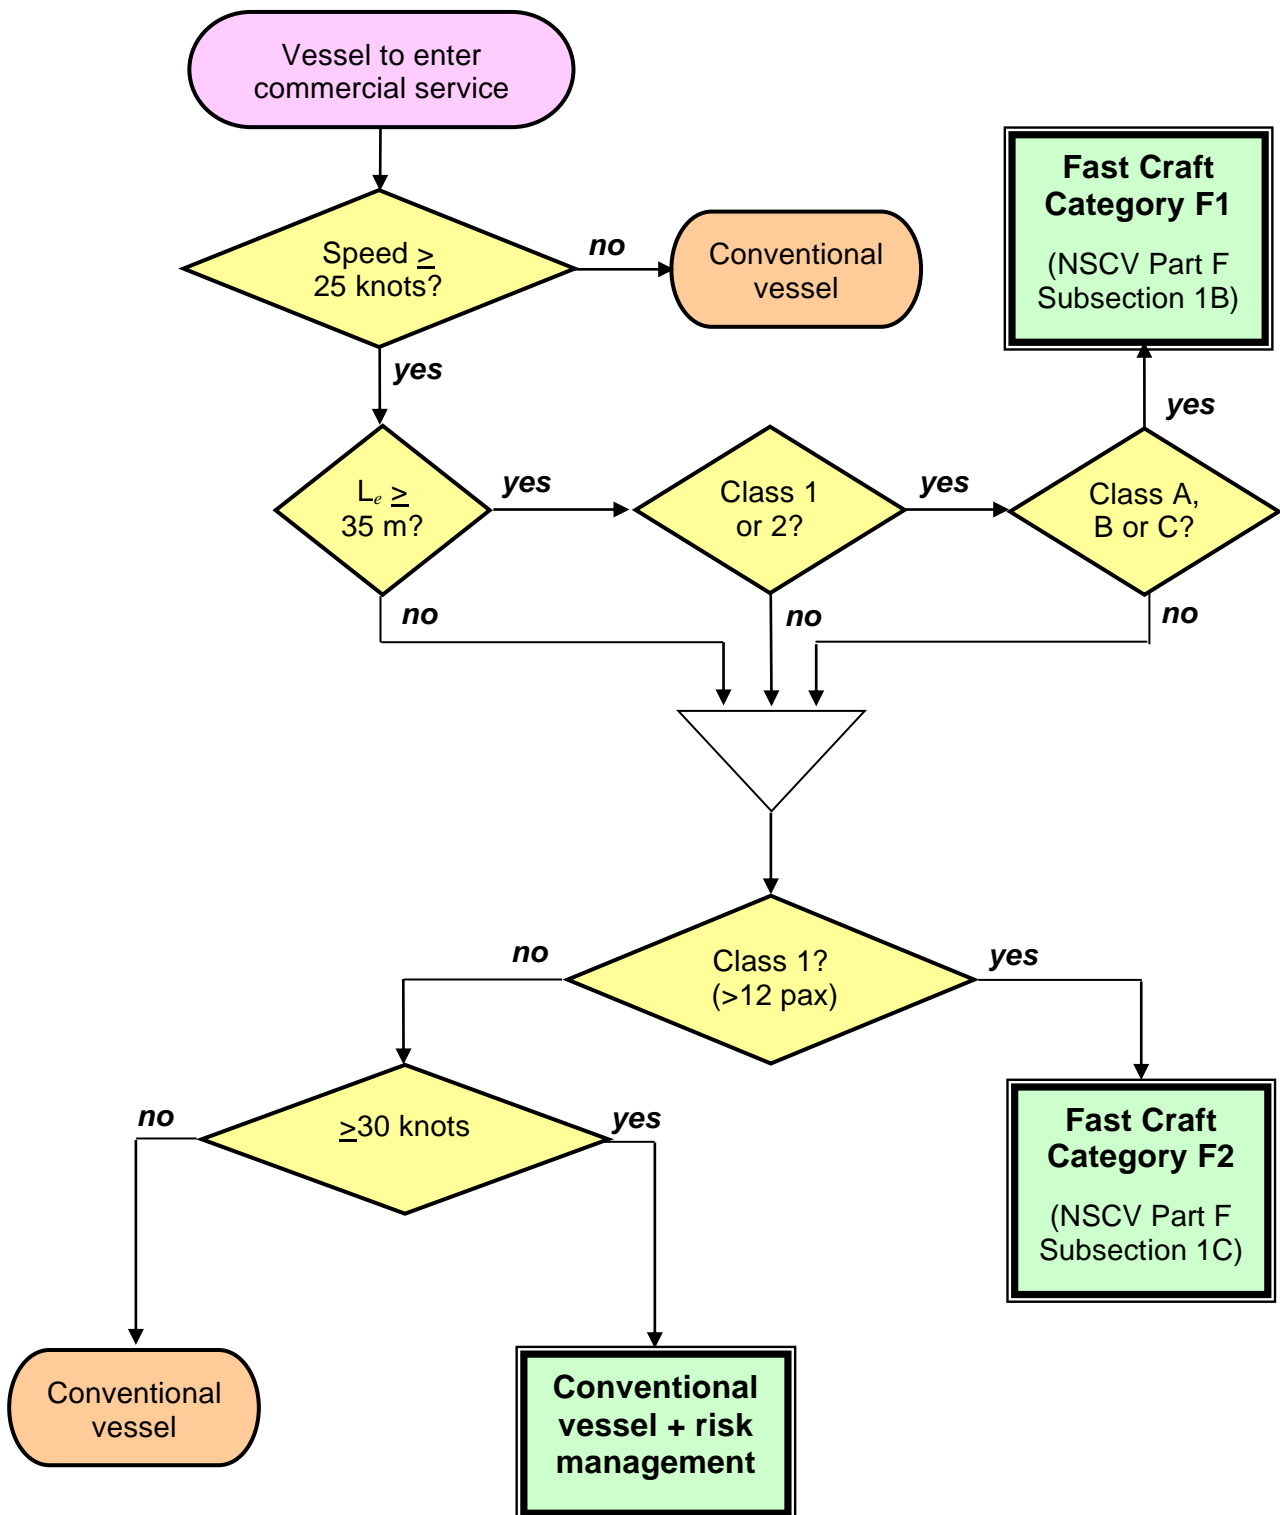 Vessel to enter
commercial service
Fast Craft
Category F1
(NSCV Part F
Subsection 1B)
Speed ≥
25 knots?
no
Conventional
vessel
yes
yes
Lₑ ≥
35 m?
yes
Class 1
or 2?
yes
Class A,
B or C?
no
no
no
no
Class 1?
(>12 pax)
yes
no
≥30 knots
yes
Fast Craft
Category F2
(NSCV Part F
Subsection 1C)
Conventional
vessel
Conventional
vessel + risk
management